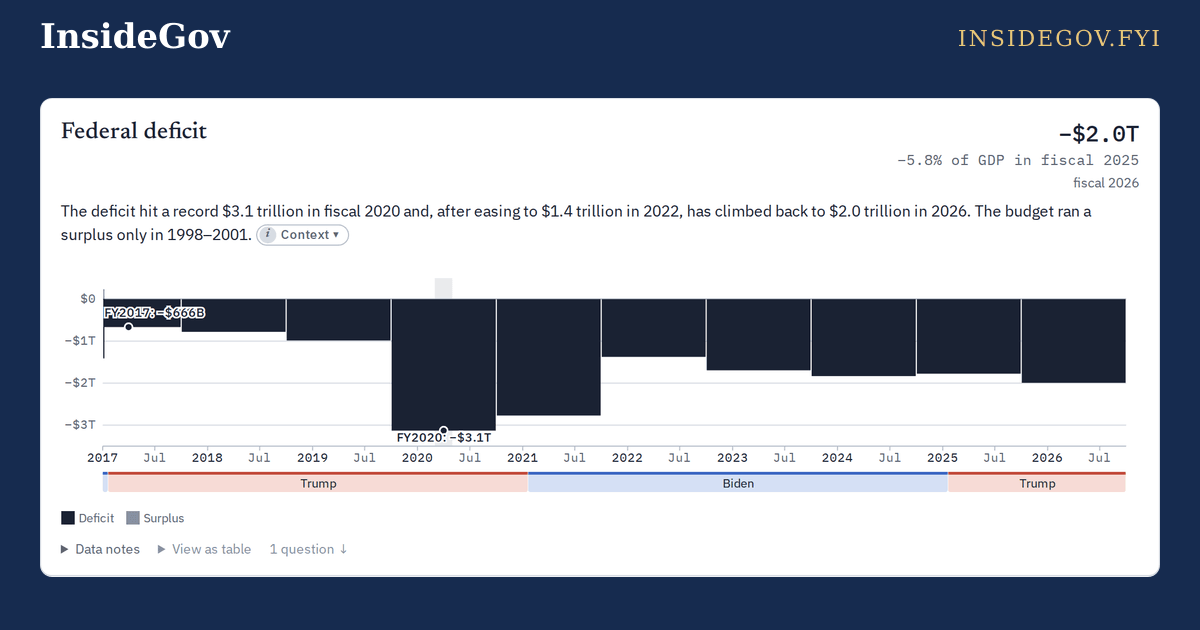 InsideGov
INSIDEGOV.FYI
Federal deficit
−$2.0T
−5.8% of GDP in fiscal 2025
fiscal 2026
The deficit hit a record $3.1 trillion in fiscal 2020 and, after easing to $1.4 trillion in 2022, has climbed back to $2.0 trillion in 2026. The budget ran a
surplus only in 1998–2001. i Context ▾
$0
FY2017: −$666B
−$1T
−$2T
−$3T
FY2020: −$3.1T
2017 Jul 2018 Jul 2019 Jul 2020 Jul 2021 Jul 2022 Jul 2023 Jul 2024 Jul 2025 Jul 2026 Jul
Trump Biden Trump
Deficit Surplus
▶ Data notes ▶ View as table 1 question ↓